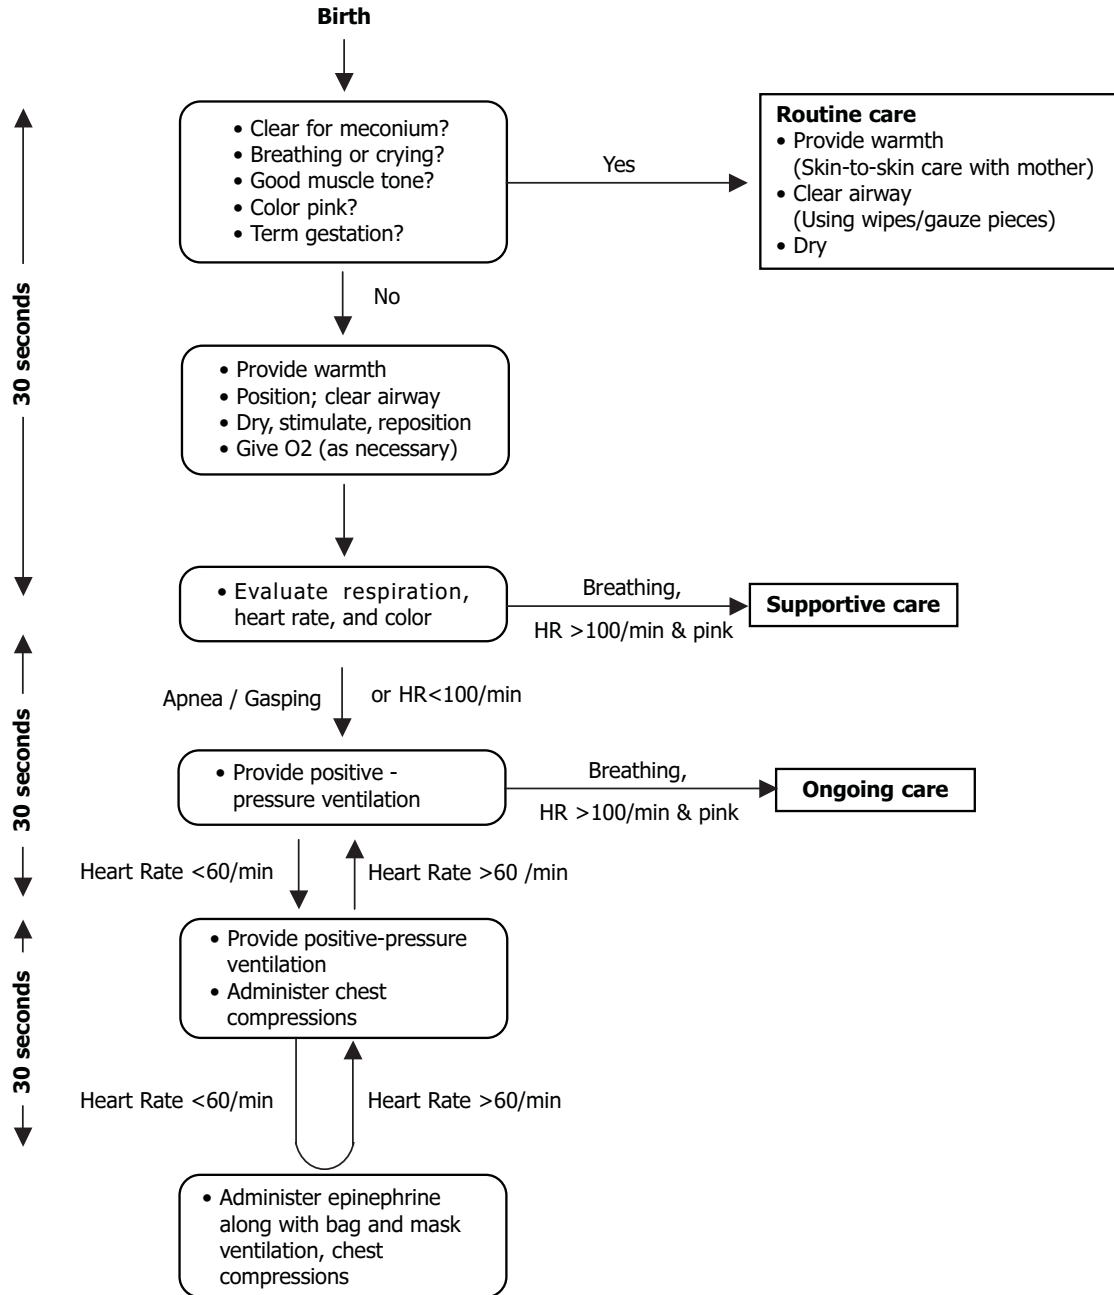 Birth
• Clear for meconium?
• Breathing or crying?
• Good muscle tone?
• Color pink?
• Term gestation?
Yes
Routine care
• Provide warmth
(Skin-to-skin care with mother)
• Clear airway
(Using wipes/gauze pieces)
• Dry
No
30 seconds
• Provide warmth
• Position; clear airway
• Dry, stimulate, reposition
• Give O2 (as necessary)
• Evaluate respiration,
heart rate, and color
Breathing,
HR >100/min & pink
Supportive care
Apnea / Gasping
or HR<100/min
30 seconds
• Provide positive -
pressure ventilation
Breathing,
HR >100/min & pink
Ongoing care
Heart Rate <60/min
Heart Rate >60 /min
30 seconds
• Provide positive-pressure
ventilation
• Administer chest
compressions
Heart Rate <60/min
Heart Rate >60/min
• Administer epinephrine
along with bag and mask
ventilation, chest
compressions